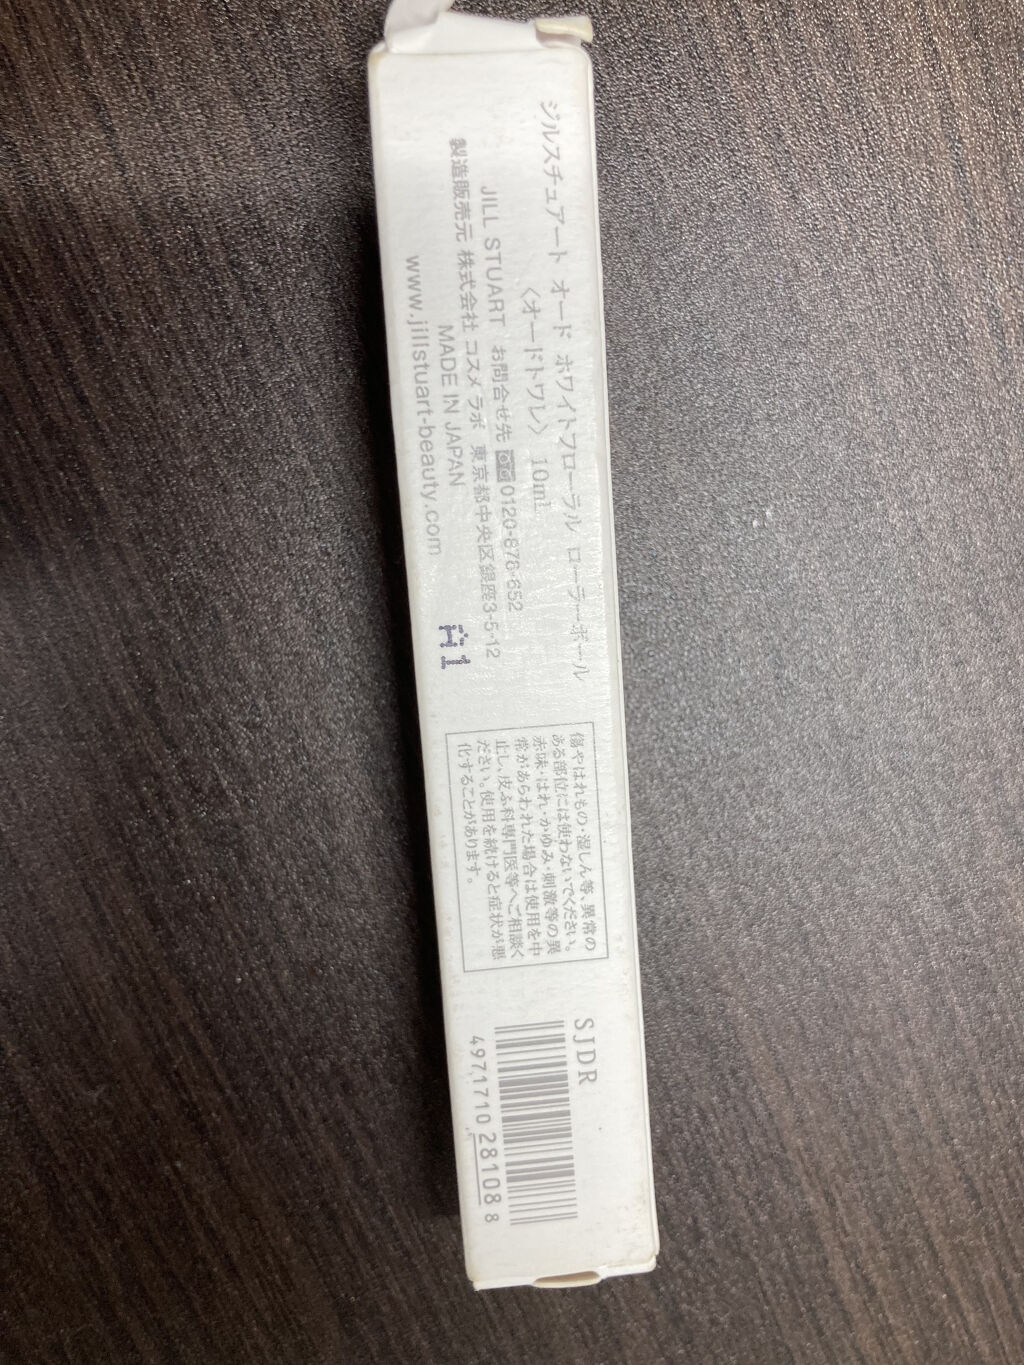 ジルスチュアート オード ホワイトフローラル ローラーボール
〈オードトワレ〉 10mL
JILL STUART お問合せ先 0120-878-652
製造販売元 株式会社 コスメ ラボ 東京都中央区銀座3-5-12
MADE IN JAPAN
www.jillstuart-beauty.com
A1
傷やはれもの・湿しん等、異常の
ある部位には使わないでください。
赤味・はれ・かゆみ・刺激等の異
常があらわれた場合は使用を中
止し、皮ふ科専門医等へご相談く
ださい。使用を続けると症状が悪
化することがあります。
SJDR
4971710 281088